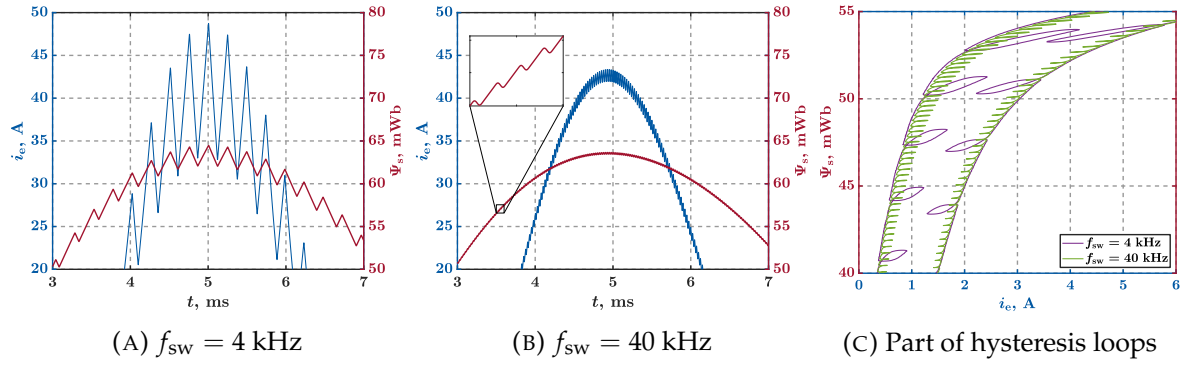 50
45
40
35
30
25
20
i_e, A
80
75
70
65
60
55
50
Ψ_s, mWb
3 4 5 6 7
t, ms
(A) f_sw = 4 kHz
50
45
40
35
30
25
20
i_e, A
80
75
70
65
60
55
50
Ψ_s, mWb
3 4 5 6 7
t, ms
(B) f_sw = 40 kHz
55
50
45
40
Ψ_s, mWb
f_sw = 4 kHz
f_sw = 40 kHz
0 1 2 3 4 5 6
i_e, A
(C) Part of hysteresis loops